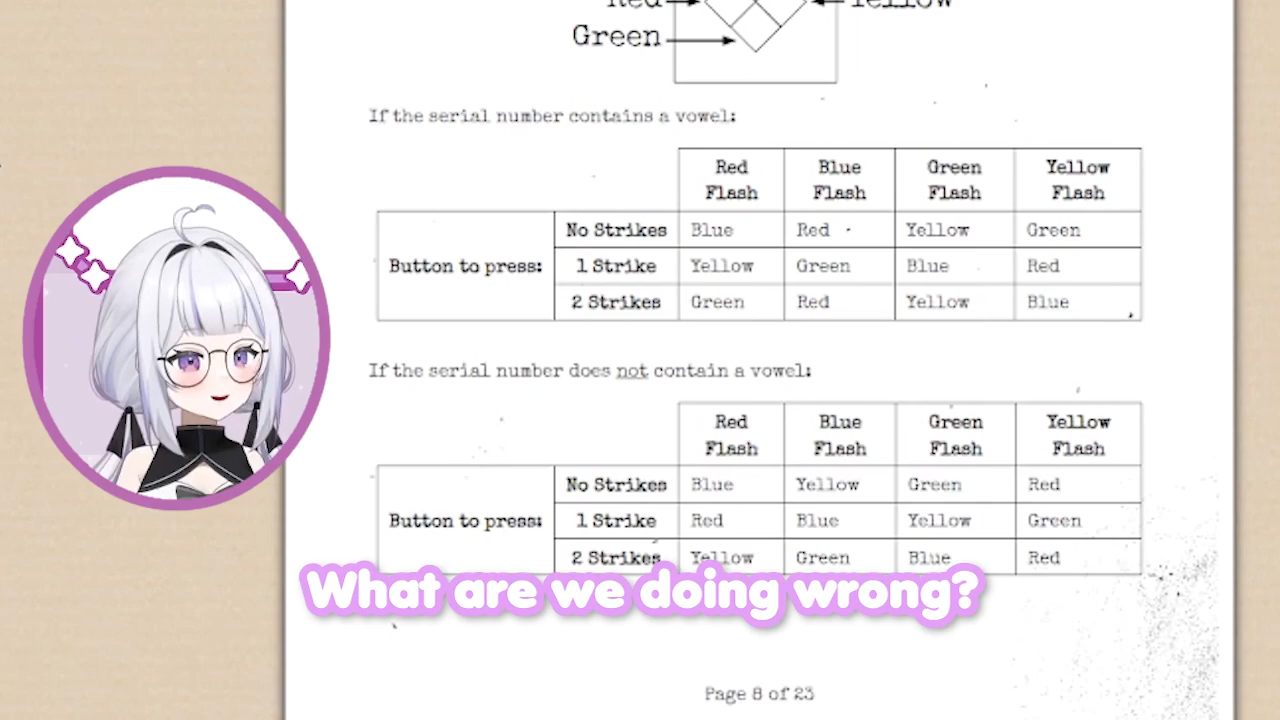 Red Yellow
Green
If the serial number contains a vowel:
Red Flash Blue Flash Green Flash Yellow Flash
Button to press:
No Strikes Blue Red Yellow Green
1 Strike Yellow Green Blue Red
2 Strikes Green Red Yellow Blue
If the serial number does not contain a vowel:
Red Flash Blue Flash Green Flash Yellow Flash
Button to press:
No Strikes Blue Yellow Green Red
1 Strike Red Blue Yellow Green
2 Strikes Yellow Green Blue Red
What are we doing wrong?
Page 8 of 23